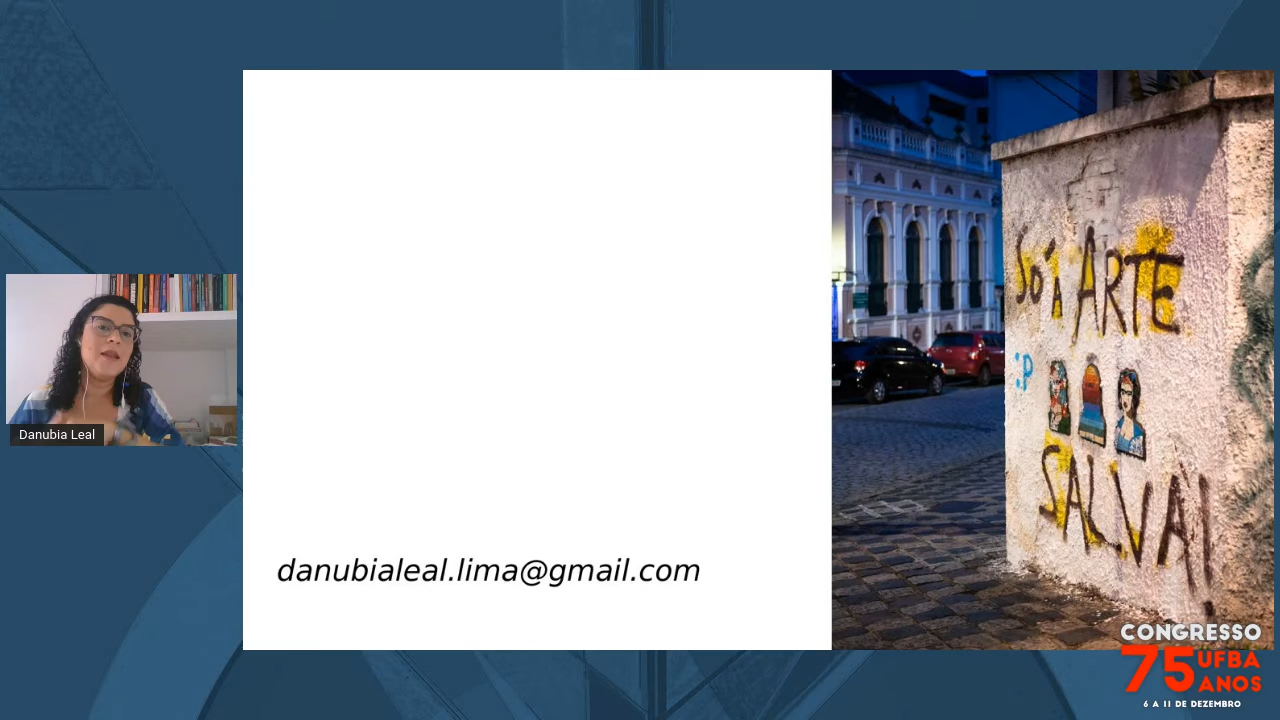 Danubia Leal
danubialeal.lima@gmail.com
SÓ A ARTE
:P
SALVA!
CONGRESSO
75 UFBA
ANOS
6 A 11 DE DEZEMBRO